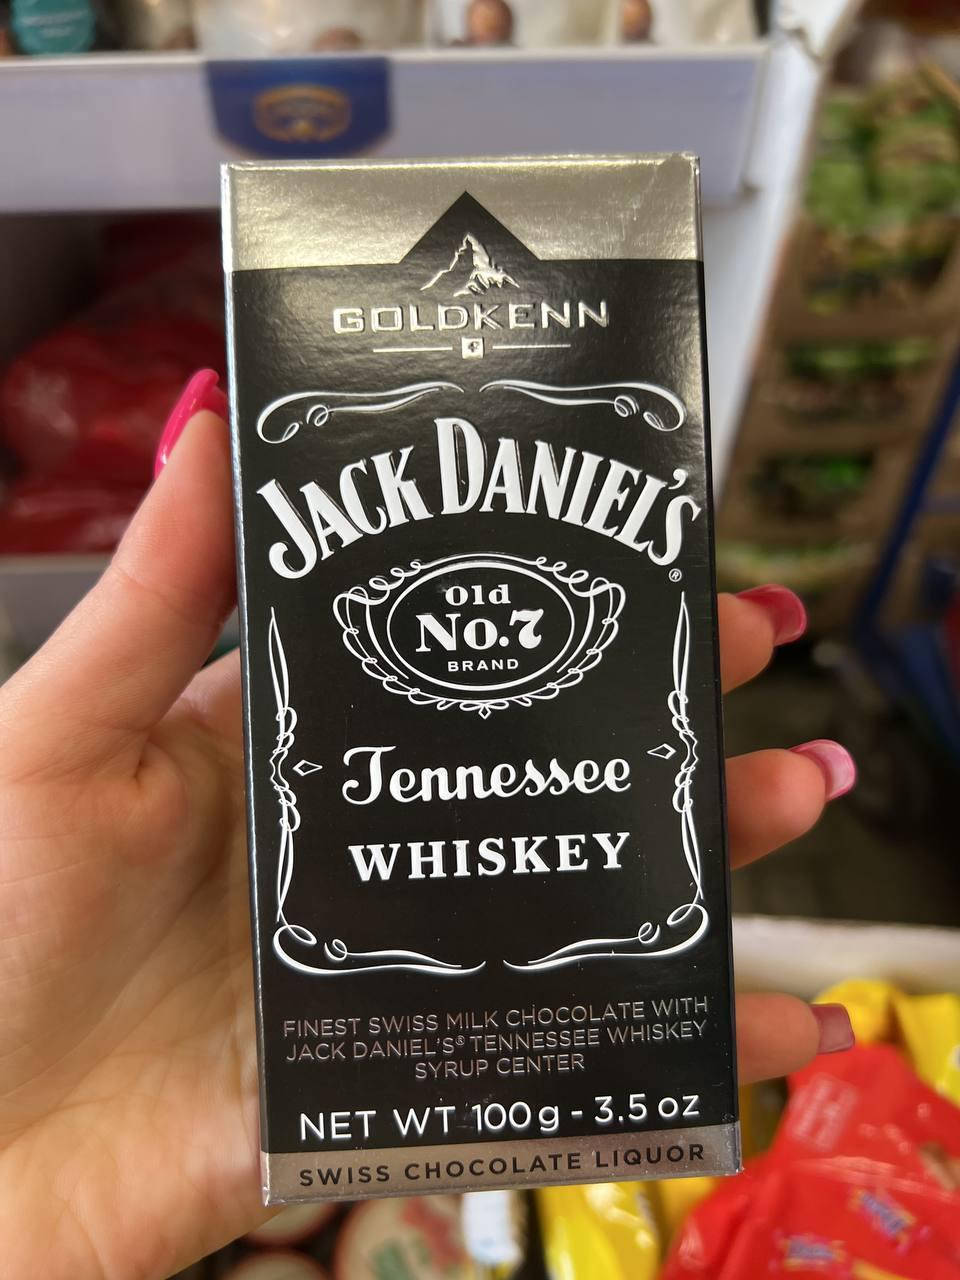 GOLDKENN
JACK DANIEL'S®
Old
No.7
BRAND
Tennessee
WHISKEY
FINEST SWISS MILK CHOCOLATE WITH
JACK DANIEL'S® TENNESSEE WHISKEY
SYRUP CENTER
NET WT 100g - 3.5 oz
SWISS CHOCOLATE LIQUOR